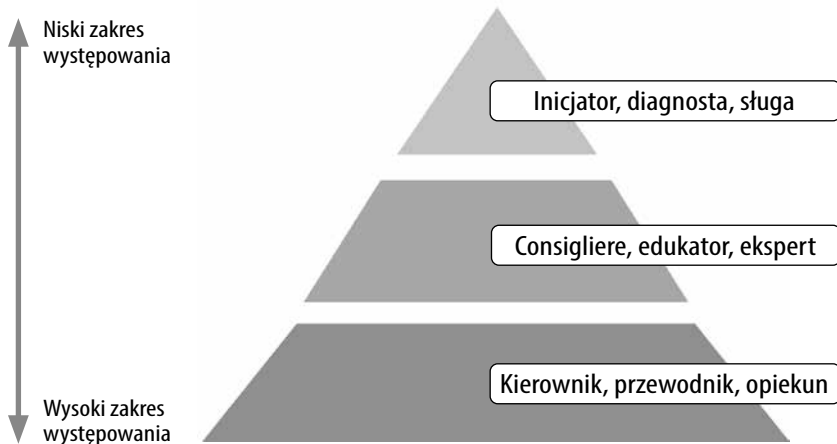 Niski zakres
występowania
Inicjator, diagnosta, sługa
Consigliere, edukator, ekspert
Kierownik, przewodnik, opiekun
Wysoki zakres
występowania